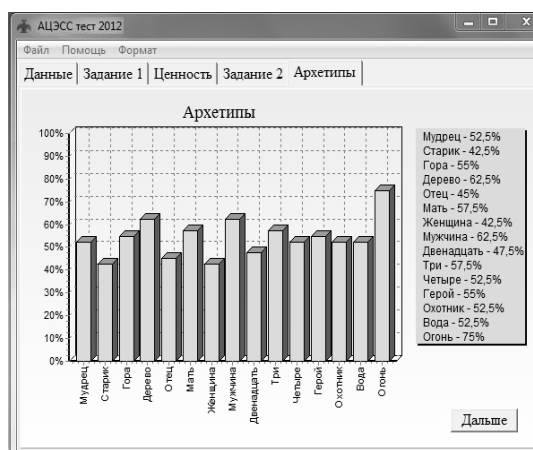 АЦЭСС тест 2012
Файл Помощь Формат
Данные Задание 1 Ценность Задание 2 Архетипы
Архетипы
100%
90%
80%
70%
60%
50%
40%
30%
20%
10%
0%
Мудрец
Старик
Гора
Дерево
Отец
Мать
Женщина
Мужчина
Двенадцать
Три
Четыре
Герой
Охотник
Вода
Огонь
Мудрец - 52,5%
Старик - 42,5%
Гора - 55%
Дерево - 62,5%
Отец - 45%
Мать - 57,5%
Женщина - 42,5%
Мужчина - 62,5%
Двенадцать - 47,5%
Три - 57,5%
Четыре - 52,5%
Герой - 55%
Охотник - 52,5%
Вода - 52,5%
Огонь - 75%
Дальше